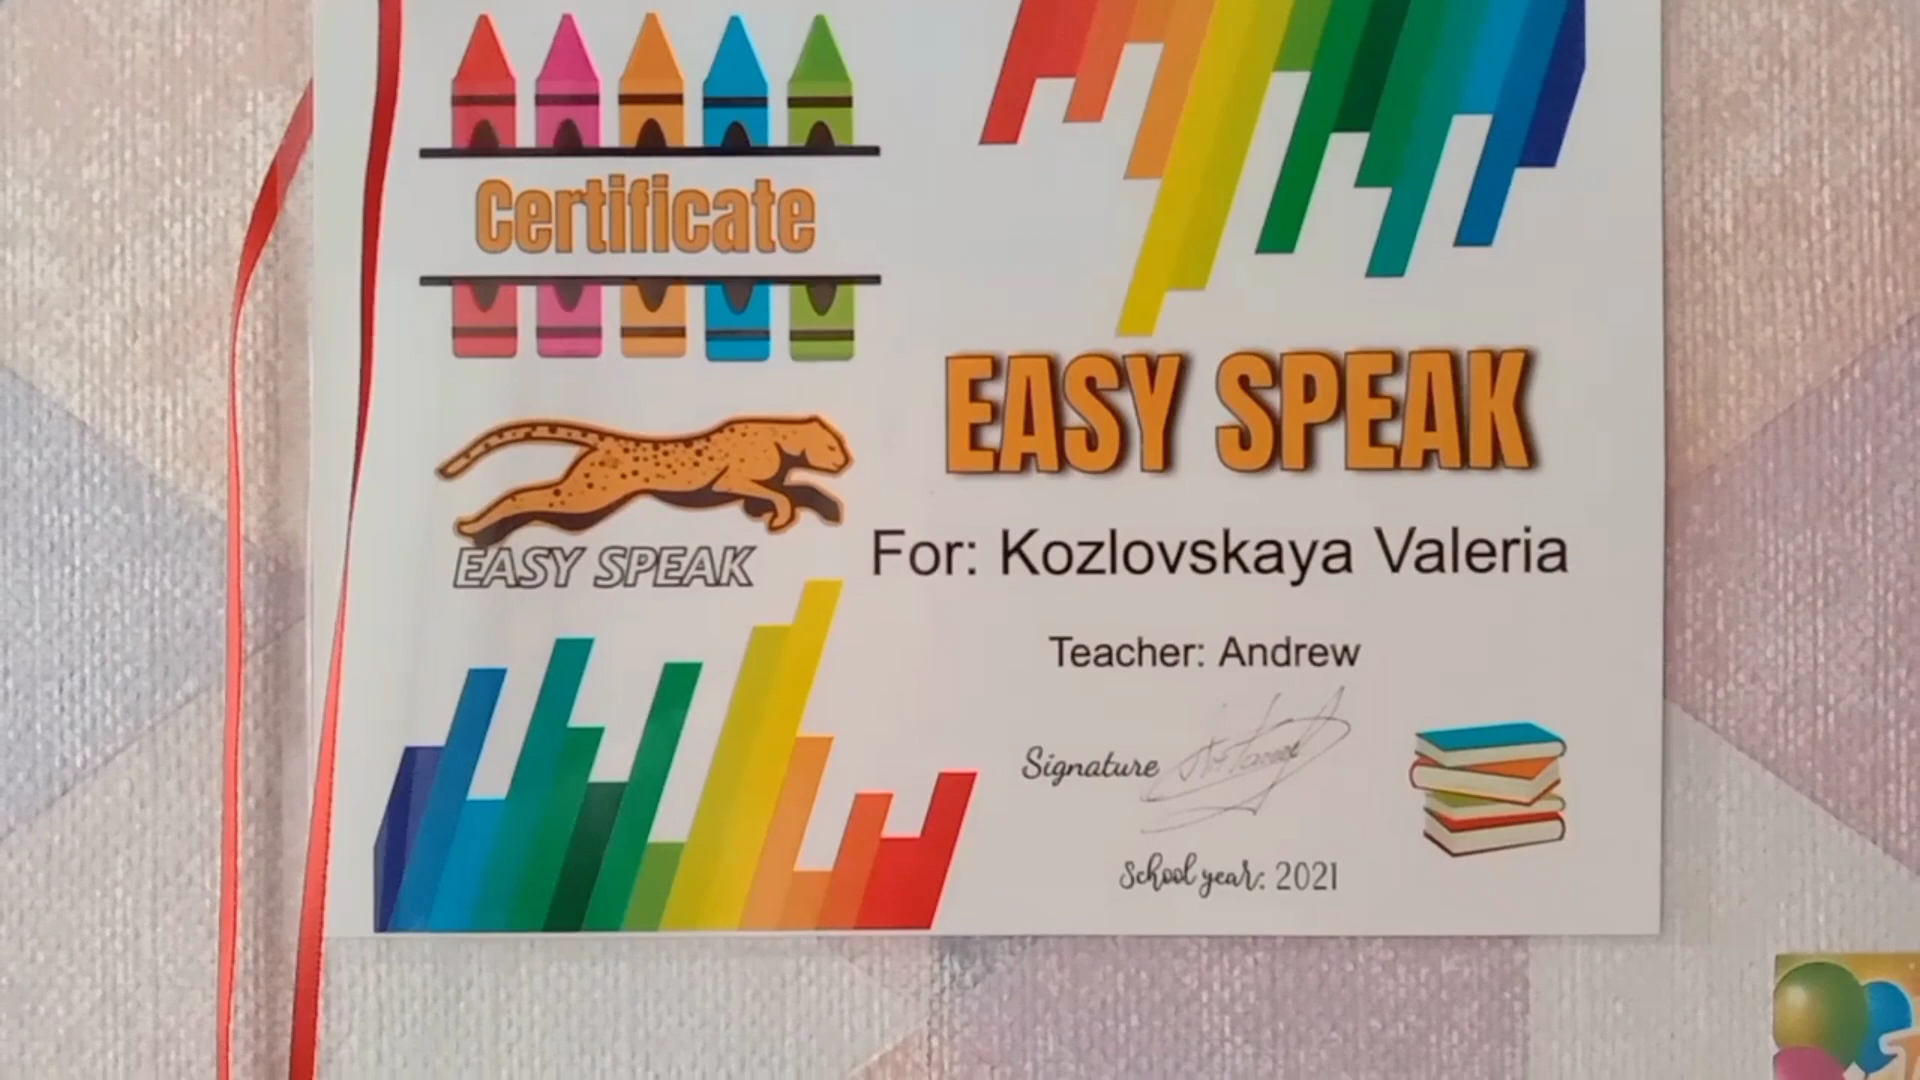 Certificate
EASY SPEAK
EASY SPEAK
For: Kozlovskaya Valeria
Teacher: Andrew
Signature
School year: 2021